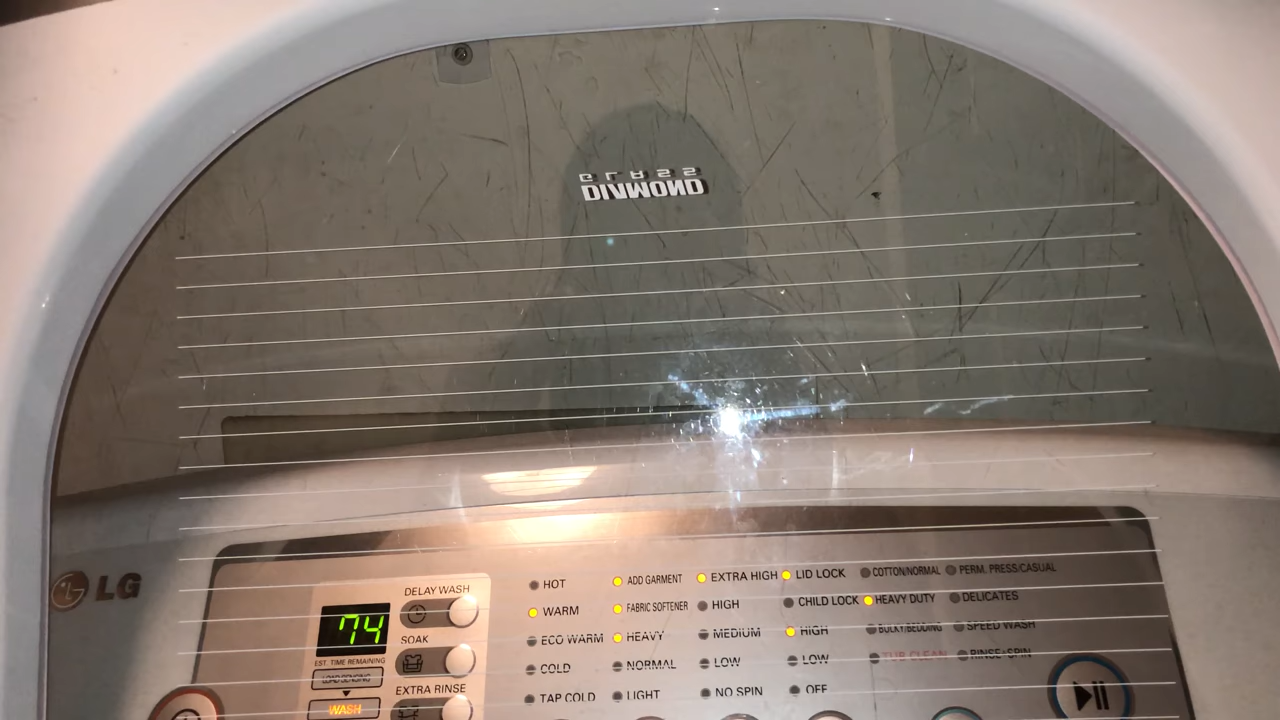 GLASS
DIAMOND
LG
DELAY WASH
74
SOAK
EST. TIME REMAINING
LOAD SENSING
EXTRA RINSE
WASH
HOT
ADD GARMENT
EXTRA HIGH
LID LOCK
COTTON/NORMAL
PERM. PRESS/CASUAL
WARM
FABRIC SOFTENER
HIGH
CHILD LOCK
HEAVY DUTY
DELICATES
ECO WARM
HEAVY
MEDIUM
HIGH
BULKY/BEDDING
SPEED WASH
COLD
NORMAL
LOW
LOW
TUB CLEAN
RINSE+SPIN
TAP COLD
LIGHT
NO SPIN
OFF